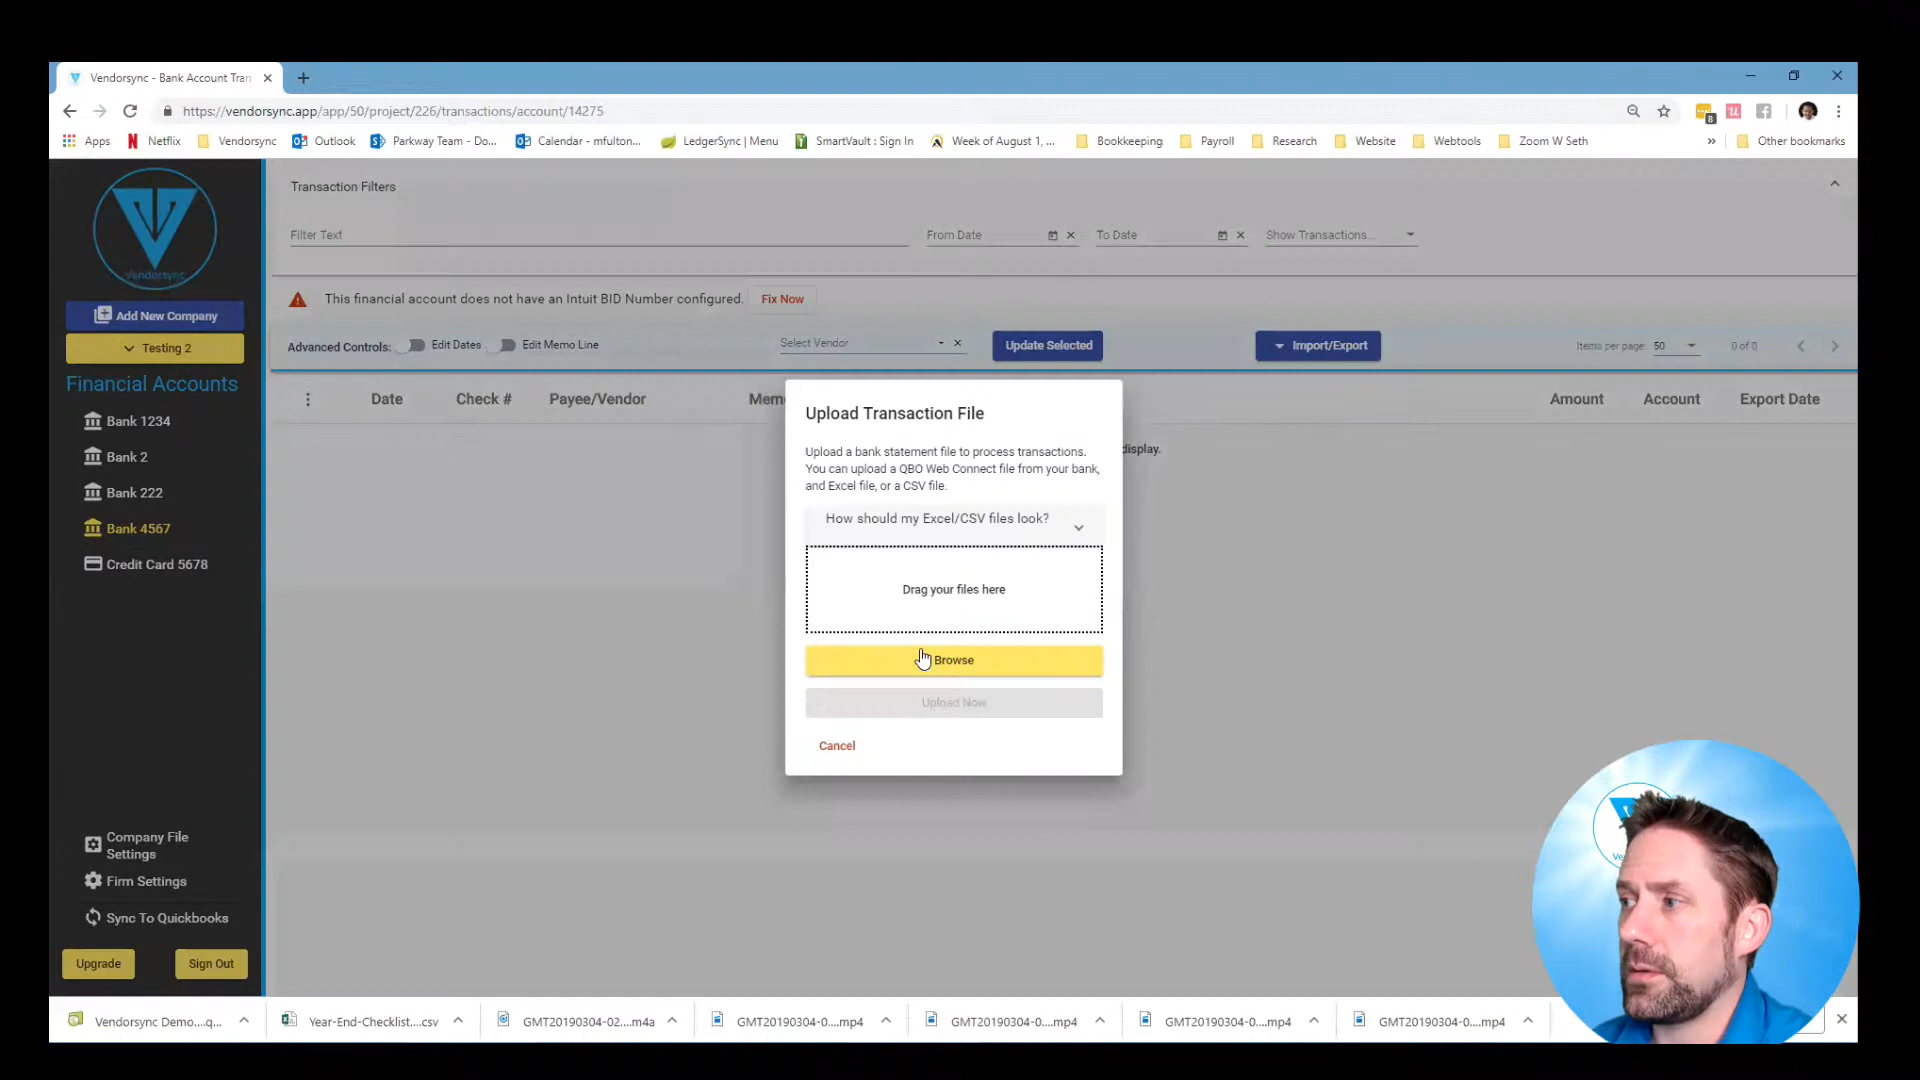 Vendorsync - Bank Account Tran
https://vendorsync.app/app/50/project/226/transactions/account/14275
8
Apps
Netflix
Vendorsync
Outlook
Parkway Team - Do...
Calendar - mfulton...
LedgerSync | Menu
SmartVault : Sign In
Week of August 1, ...
Bookkeeping
Payroll
Research
Website
Webtools
Zoom W Seth
»
Other bookmarks
Vendorsync
Add New Company
Testing 2
Financial Accounts
Bank 1234
Bank 2
Bank 222
Bank 4567
Credit Card 5678
Company File
Settings
Firm Settings
Sync To Quickbooks
Upgrade
Sign Out
Transaction Filters
Filter Text
From Date
To Date
Show Transactions...
This financial account does not have an Intuit BID Number configured.
Fix Now
Advanced Controls:
Edit Dates
Edit Memo Line
Select Vendor
Update Selected
Import/Export
Items per page: 50
0 of 0
Date
Check #
Payee/Vendor
Mem
Amount
Account
Export Date
display.
Upload Transaction File
Upload a bank statement file to process transactions.
You can upload a QBO Web Connect file from your bank,
and Excel file, or a CSV file.
How should my Excel/CSV files look?
Drag your files here
Browse
Upload Now
Cancel
Vendorsync Demo....q...
Year-End-Checklist....csv
GMT20190304-02....m4a
GMT20190304-0....mp4
GMT20190304-0....mp4
GMT20190304-0....mp4
GMT20190304-0....mp4